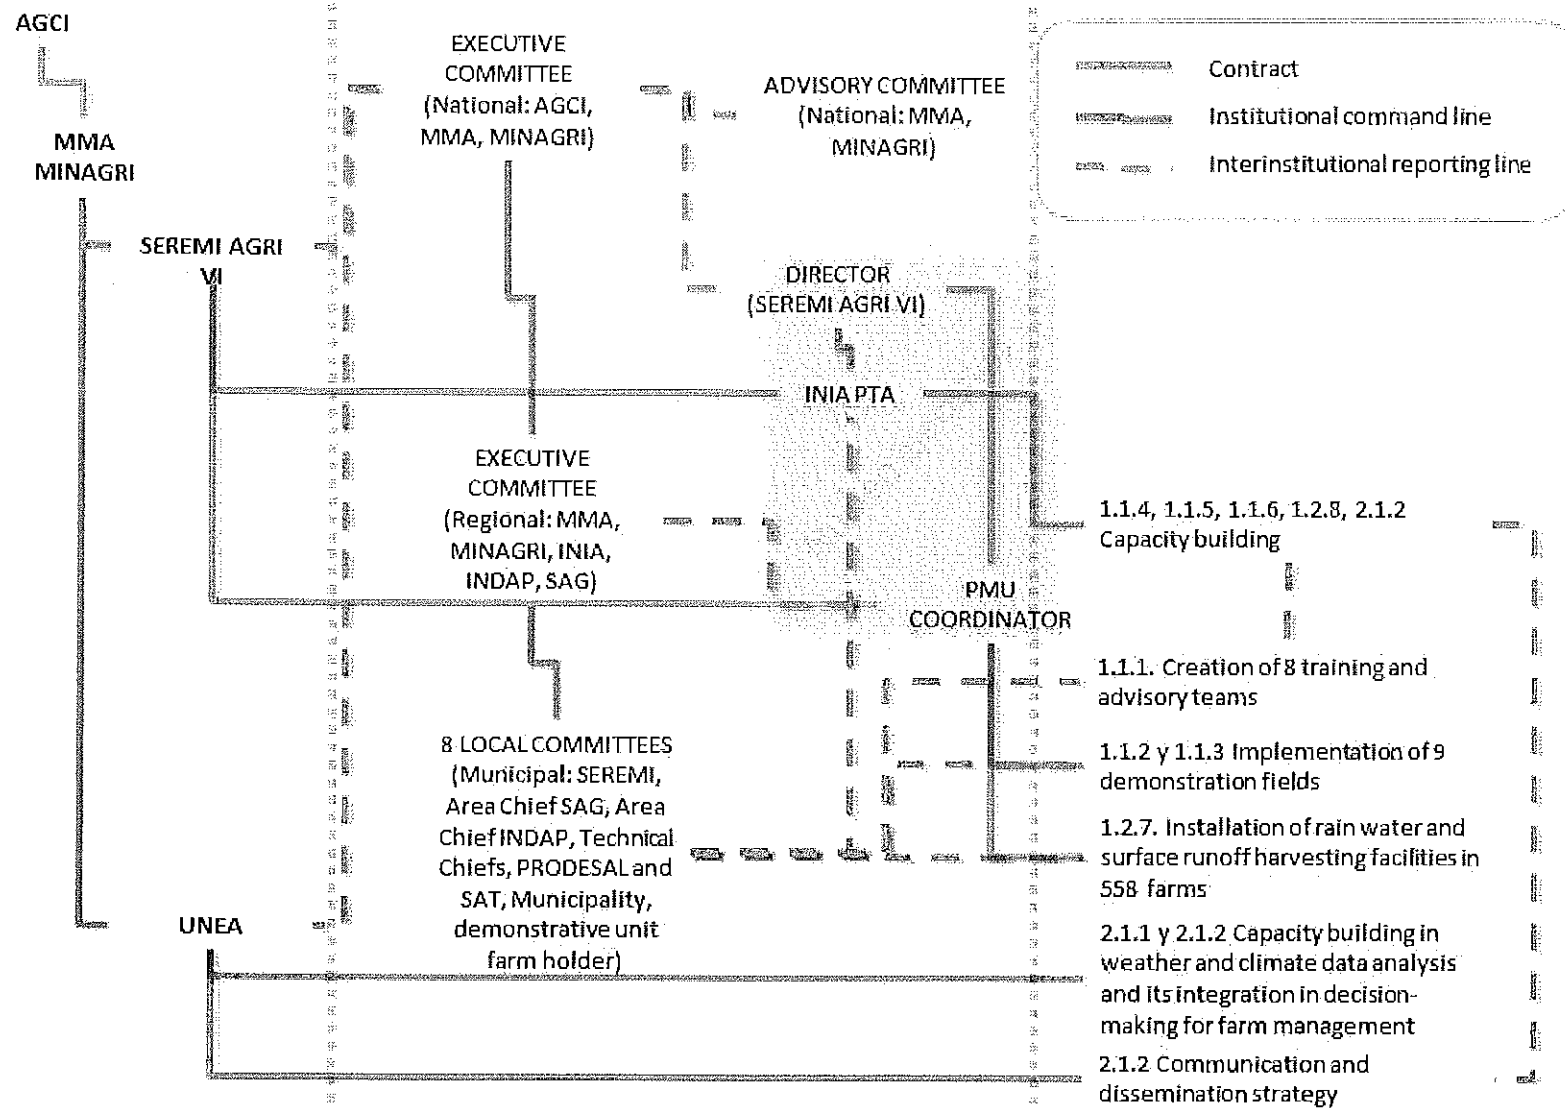 AGCI
MMA
MINAGRI
SEREMI AGRI
VI
UNEA
EXECUTIVE
COMMITTEE
(National: AGCI,
MMA, MINAGRI)
ADVISORY COMMITTEE
(National: MMA,
MINAGRI)
Contract
Institutional command line
Interinstitutional reporting line
DIRECTOR
(SEREMI AGRI VI)
INIA PTA
EXECUTIVE
COMMITTEE
(Regional: MMA,
MINAGRI, INIA,
INDAP, SAG)
PMU
COORDINATOR
8 LOCAL COMMITTEES
(Municipal: SEREMI,
Area Chief SAG, Area
Chief INDAP, Technical
Chiefs, PRODESAL and
SAT, Municipality,
demonstrative unit
farm holder)
1.1.4, 1.1.5, 1.1.6, 1.2.8, 2.1.2
Capacity building
1.1.1. Creation of 8 training and
advisory teams
1.1.2 y 1.1.3 Implementation of 9
demonstration fields
1.2.7. Installation of rain water and
surface runoff harvesting facilities in
558 farms
2.1.1 y 2.1.2 Capacity building in
weather and climate data analysis
and its integration in decision-
making for farm management
2.1.2 Communication and
dissemination strategy